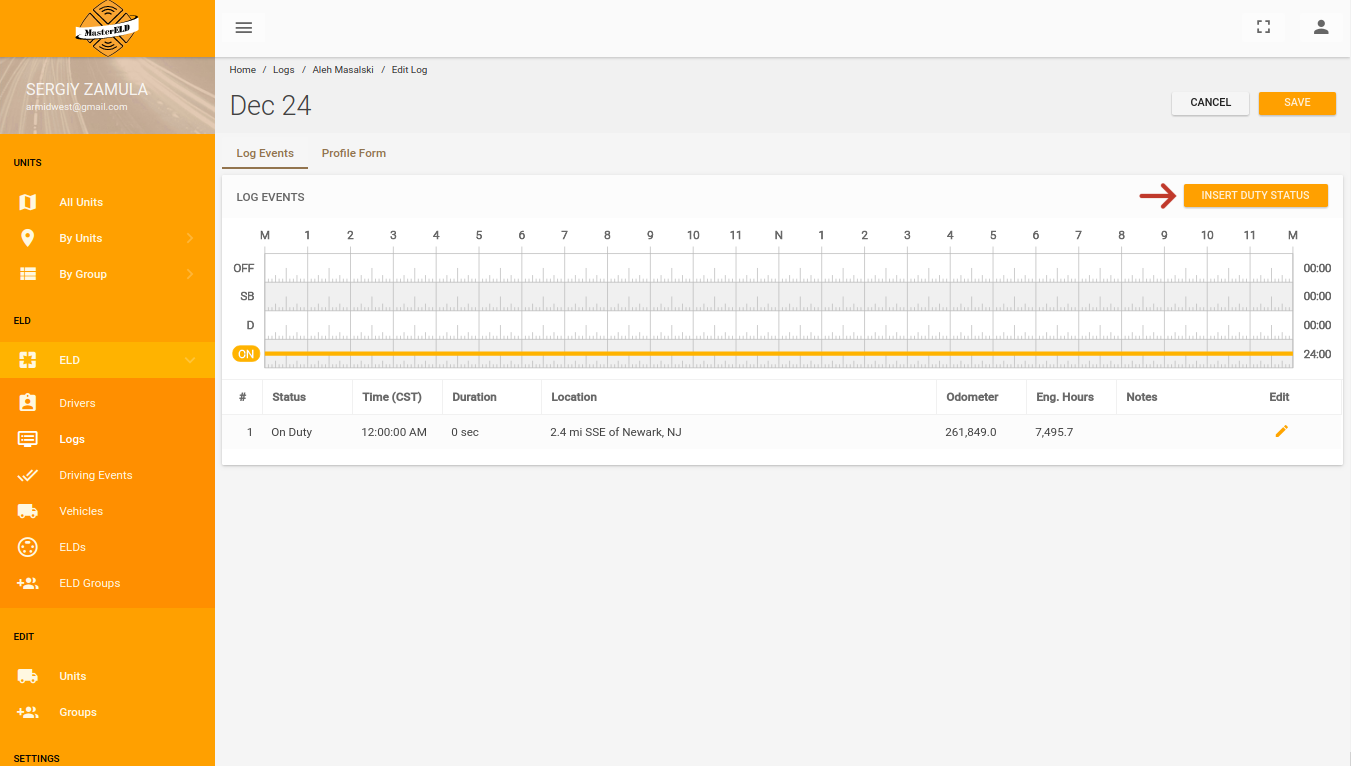 MasterELD
SERGIY ZAMULA
armidwest@gmail.com
UNITS
All Units
By Units
By Group
ELD
ELD
Drivers
Logs
Driving Events
Vehicles
ELDs
ELD Groups
EDIT
Units
Groups
SETTINGS
Home / Logs / Aleh Masalski / Edit Log
Dec 24
CANCEL SAVE
Log Events Profile Form
LOG EVENTS INSERT DUTY STATUS
M 1 2 3 4 5 6 7 8 9 10 11 N 1 2 3 4 5 6 7 8 9 10 11 M
OFF 00:00
SB 00:00
D 00:00
ON 24:00
# Status Time (CST) Duration Location Odometer Eng. Hours Notes Edit
1 On Duty 12:00:00 AM 0 sec 2.4 mi SSE of Newark, NJ 261,849.0 7,495.7